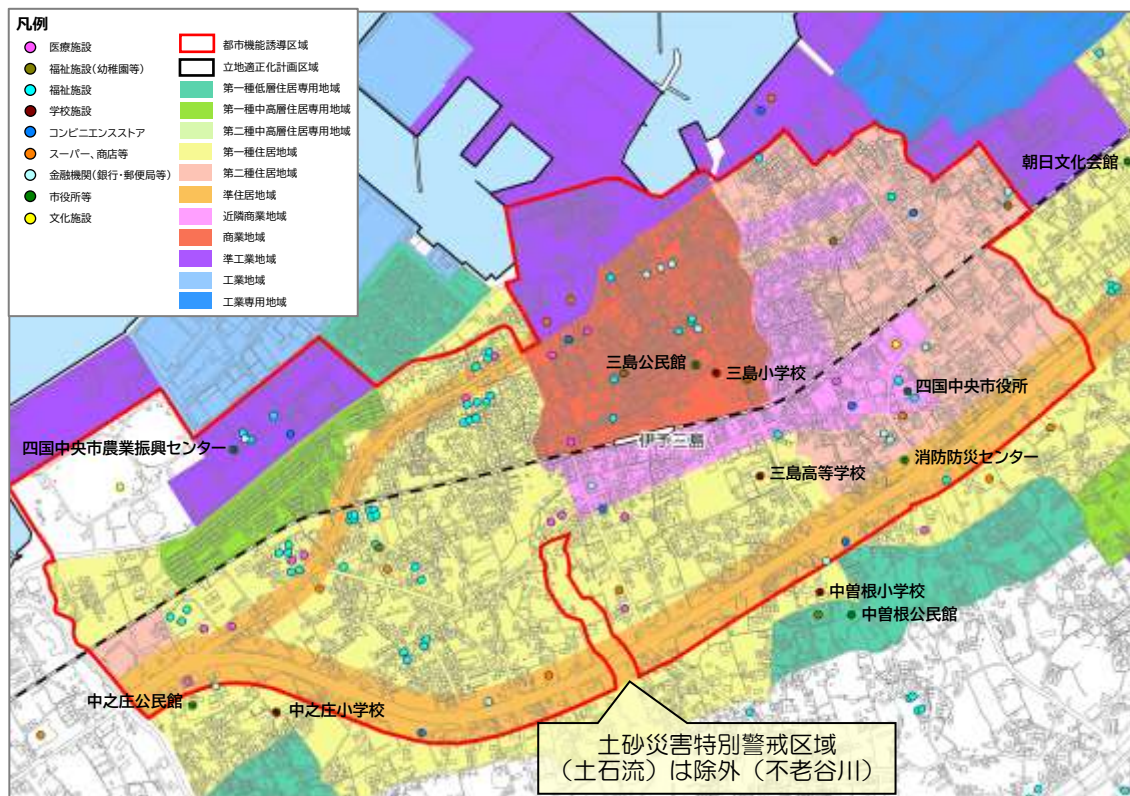 凡例
医療施設
福祉施設(幼稚園等)
福祉施設
学校施設
コンビニエンスストア
スーパー、商店等
金融機関(銀行・郵便局等)
市役所等
文化施設
都市機能誘導区域
立地適正化計画区域
第一種低層住居専用地域
第一種中高層住居専用地域
第二種中高層住居専用地域
第一種住居地域
第二種住居地域
準住居地域
近隣商業地域
商業地域
準工業地域
工業地域
工業専用地域
朝日文化会館
三島公民館
三島小学校
四国中央市役所
伊予三島
四国中央市農業振興センター
消防防災センター
三島高等学校
中曽根小学校
中曽根公民館
中之庄公民館
中之庄小学校
土砂災害特別警戒区域
（土石流）は除外（不老谷川）